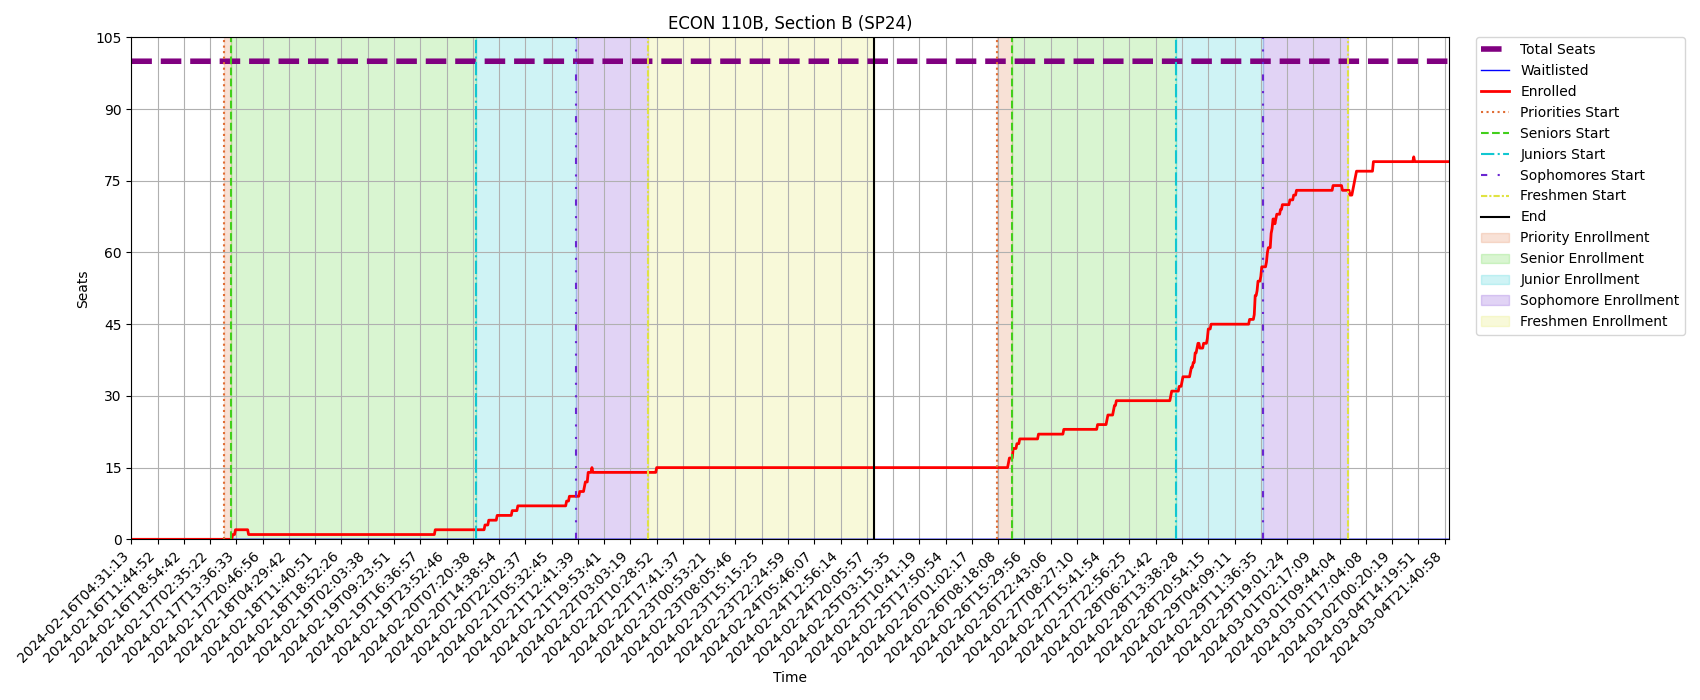 ECON 110B, Section B (SP24)
105
90
75
60
45
30
15
0
Seats
2024-02-16T04:31:13
2024-02-16T11:44:52
2024-02-16T18:54:42
2024-02-17T02:35:22
2024-02-17T13:36:33
2024-02-17T20:46:56
2024-02-18T04:29:42
2024-02-18T11:40:51
2024-02-18T18:52:26
2024-02-19T02:03:38
2024-02-19T09:23:51
2024-02-19T16:36:57
2024-02-19T23:52:46
2024-02-20T07:20:38
2024-02-20T14:38:54
2024-02-20T22:02:37
2024-02-21T05:32:45
2024-02-21T12:41:39
2024-02-21T19:53:41
2024-02-22T03:03:19
2024-02-22T10:28:52
2024-02-22T17:41:37
2024-02-23T00:53:21
2024-02-23T08:05:46
2024-02-23T15:15:25
2024-02-23T22:24:59
2024-02-24T05:46:07
2024-02-24T12:56:14
2024-02-24T20:05:57
2024-02-25T03:15:35
2024-02-25T10:41:19
2024-02-25T17:50:54
2024-02-26T01:02:17
2024-02-26T08:18:08
2024-02-26T15:29:56
2024-02-26T22:43:06
2024-02-27T08:27:10
2024-02-27T15:41:54
2024-02-27T22:56:25
2024-02-28T06:21:42
2024-02-28T13:38:28
2024-02-28T20:54:15
2024-02-29T04:09:11
2024-02-29T11:36:35
2024-02-29T19:01:24
2024-03-01T02:17:09
2024-03-01T09:44:04
2024-03-01T17:04:08
2024-03-02T00:20:19
2024-03-04T14:19:51
2024-03-04T21:40:58
Time
Total Seats
Waitlisted
Enrolled
Priorities Start
Seniors Start
Juniors Start
Sophomores Start
Freshmen Start
End
Priority Enrollment
Senior Enrollment
Junior Enrollment
Sophomore Enrollment
Freshmen Enrollment